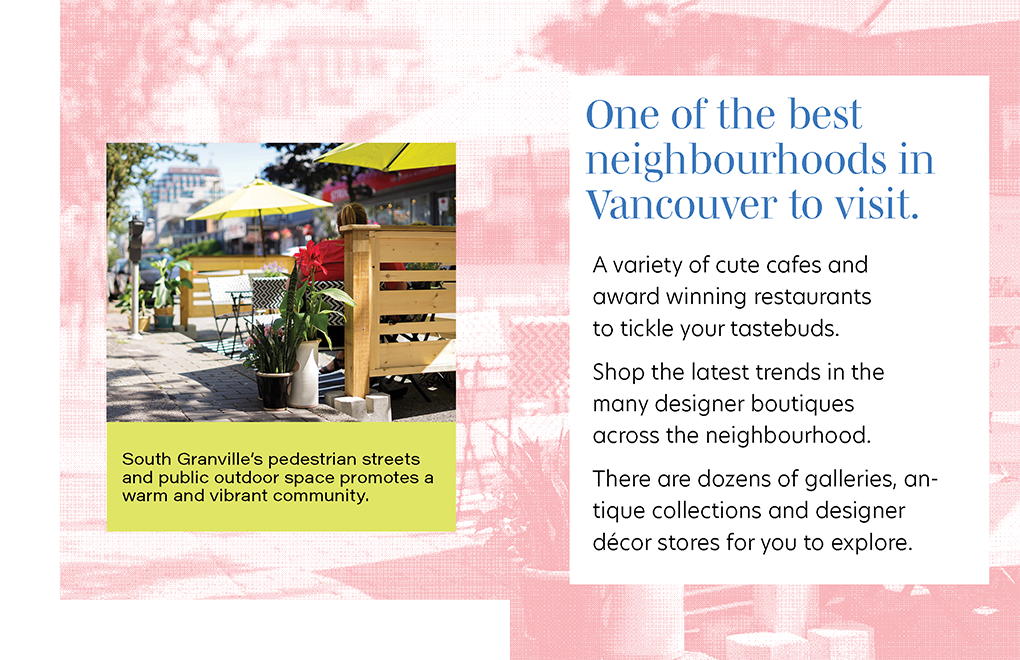 One of the best
neighbourhoods in
Vancouver to visit.
A variety of cute cafes and
award winning restaurants
to tickle your tastebuds.
Shop the latest trends in the
many designer boutiques
across the neighbourhood.
There are dozens of galleries, an-
tique collections and designer
décor stores for you to explore.
South Granville's pedestrian streets
and public outdoor space promotes a
warm and vibrant community.